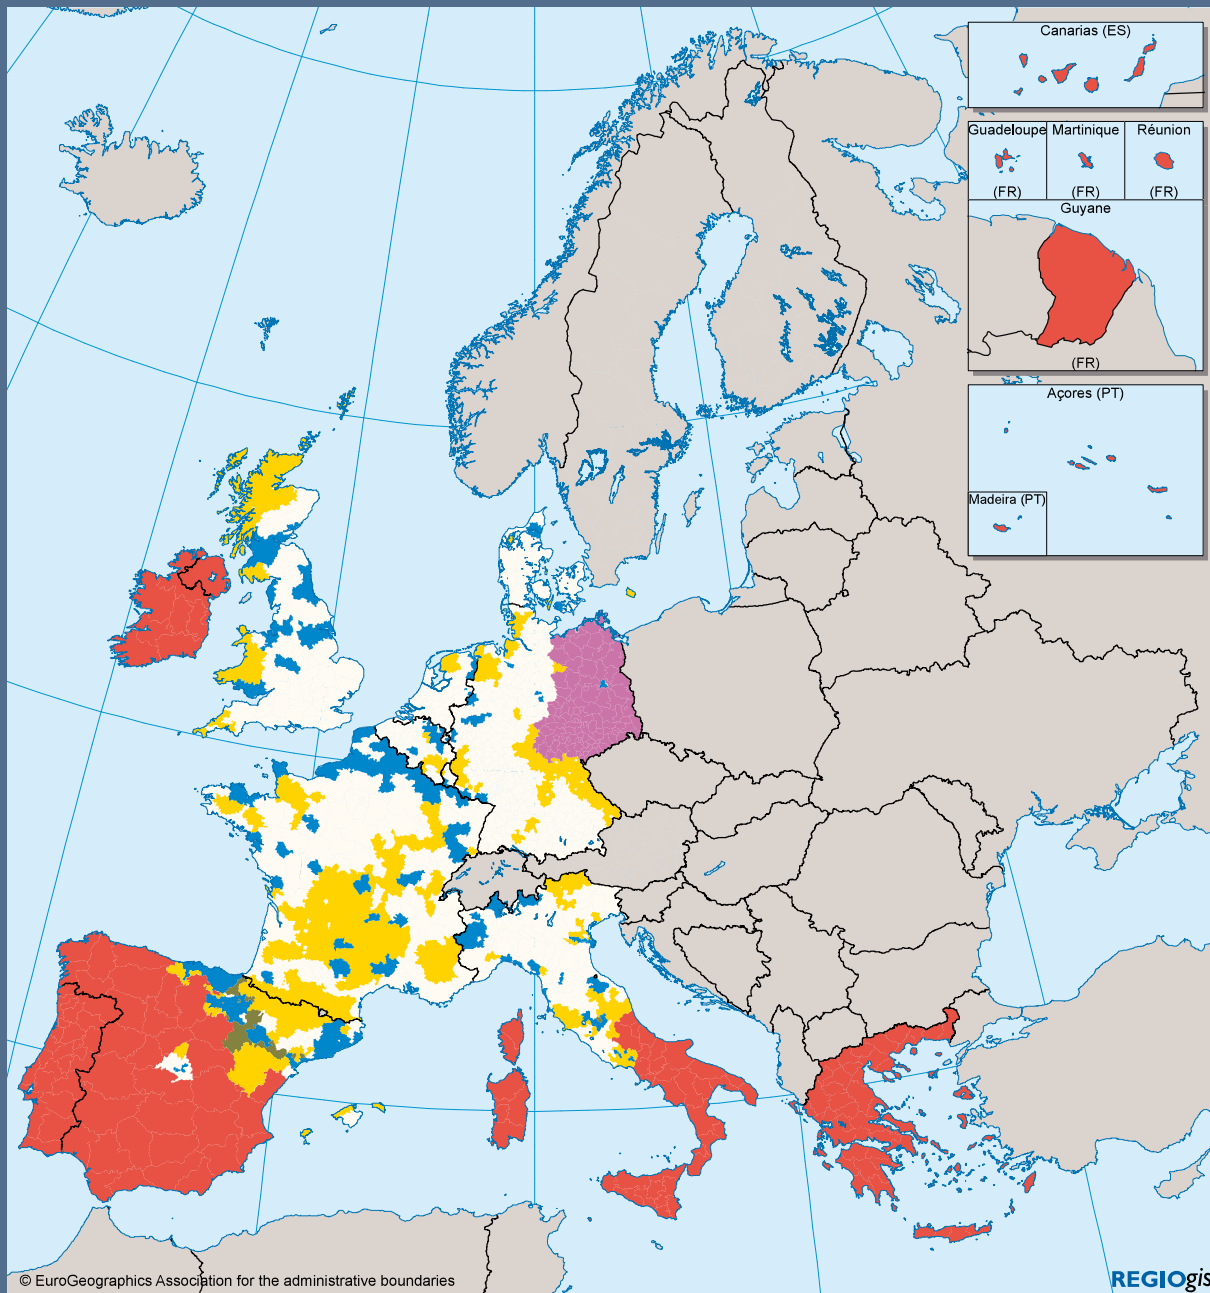 Canarias (ES)
Guadeloupe
Martinique
Réunion
(FR)
(FR)
(FR)
Guyane
(FR)
Açores (PT)
Madeira (PT)
© EuroGeographics Association for the administrative boundaries
REGIOgis